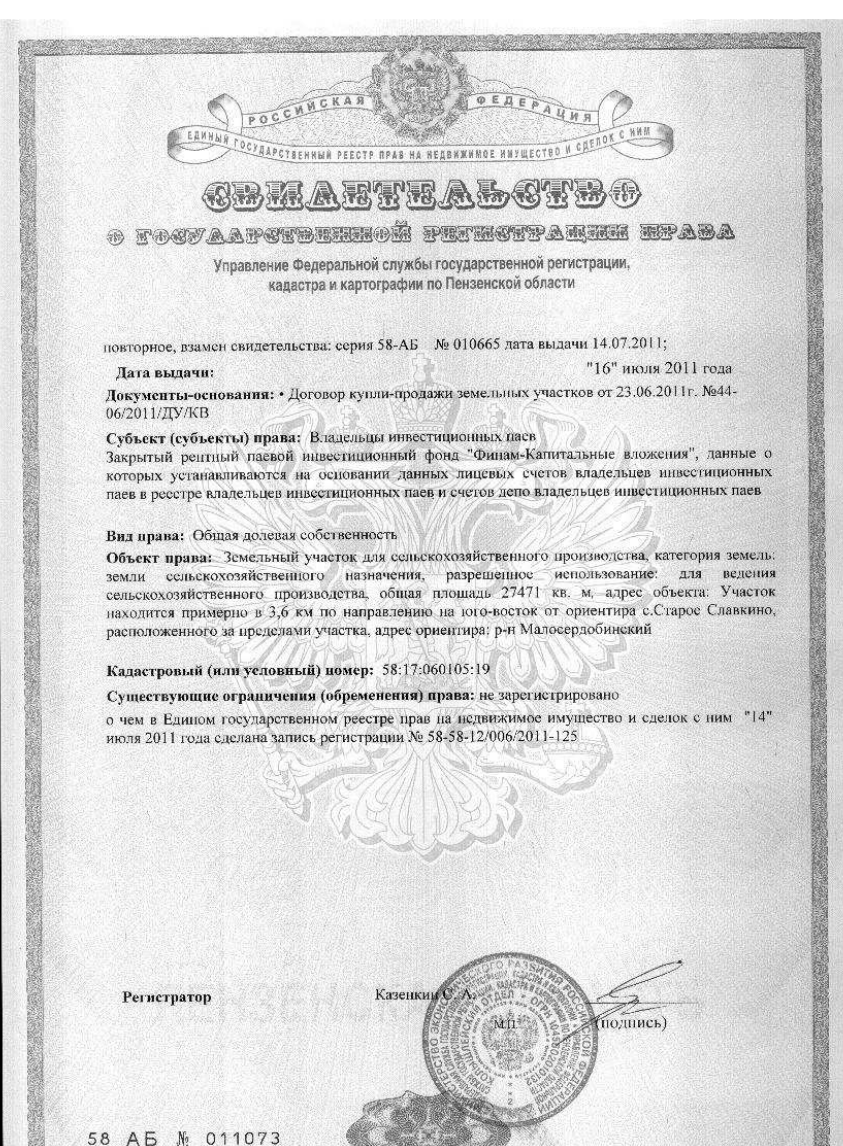 РОССИЙСКАЯ ФЕДЕРАЦИЯ
ЕДИНЫЙ ГОСУДАРСТВЕННЫЙ РЕЕСТР ПРАВ НА НЕДВИЖИМОЕ ИМУЩЕСТВО И СДЕЛОК С НИМ
СВИДЕТЕЛЬСТВО
О ГОСУДАРСТВЕННОЙ РЕГИСТРАЦИИ ПРАВА
Управление Федеральной службы государственной регистрации,
кадастра и картографии по Пензенской области
повторное, взамен свидетельства: серия 58-АБ № 010665 дата выдачи 14.07.2011;
Дата выдачи: "16" июля 2011 года
Документы-основания: • Договор купли-продажи земельных участков от 23.06.2011г. №44-
06/2011/ДУ/КВ
Субъект (субъекты) права: Владельцы инвестиционных паев
Закрытый рентный паевой инвестиционный фонд "Финам-Капитальные вложения", данные о
которых устанавливаются на основании данных лицевых счетов владельцев инвестиционных
паев в реестре владельцев инвестиционных паев и счетов депо владельцев инвестиционных паев
Вид права: Общая долевая собственность
Объект права: Земельный участок для сельскохозяйственного производства, категория земель:
земли сельскохозяйственного назначения, разрешенное использование: для ведения
сельскохозяйственного производства, общая площадь 27471 кв. м, адрес объекта: Участок
находится примерно в 3,6 км по направлению на юго-восток от ориентира с.Старое Славкино,
расположенного за пределами участка, адрес ориентира: р-н Малосердобинский
Кадастровый (или условный) номер: 58:17:060105:19
Существующие ограничения (обременения) права: не зарегистрировано
о чем в Едином государственном реестре прав на недвижимое имущество и сделок с ним "14"
июля 2011 года сделана запись регистрации № 58-58-12/006/2011-125
Регистратор Казенкин С. А.
м.п. (подпись)
58 АБ № 011073